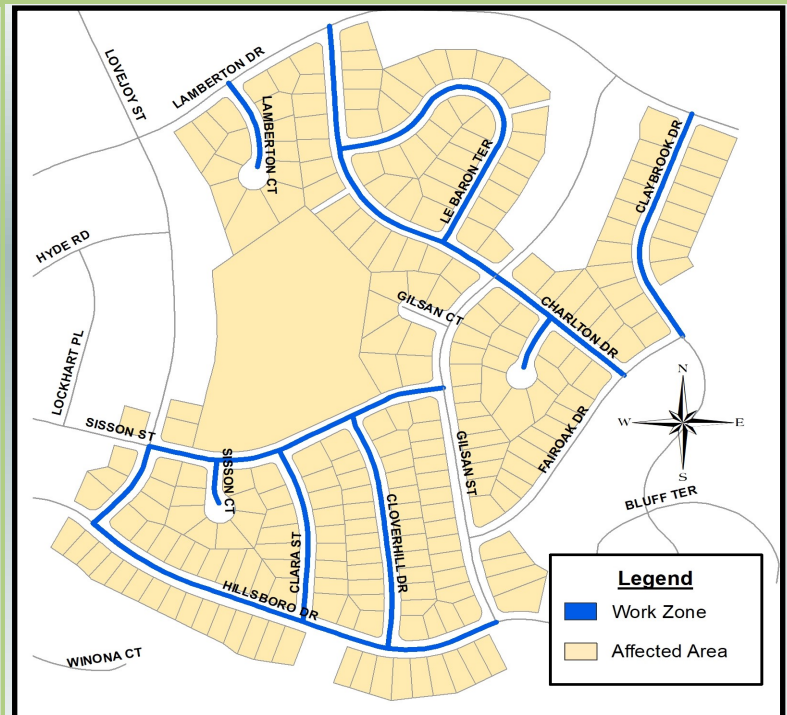 LOVEJOY ST
LAMBERTON DR
LAMBERTON CT
LE BARON TER
CLAYBROOK DR
HYDE RD
GILSAN CT
CHARLTON DR
LOCKHART PL
N
W
E
S
SISSON ST
SISSON CT
GILSAN ST
FAIROAK DR
CLARA ST
CLOVERHILL DR
BLUFF TER
HILLSBORO DR
WINONA CT
Legend
Work Zone
Affected Area